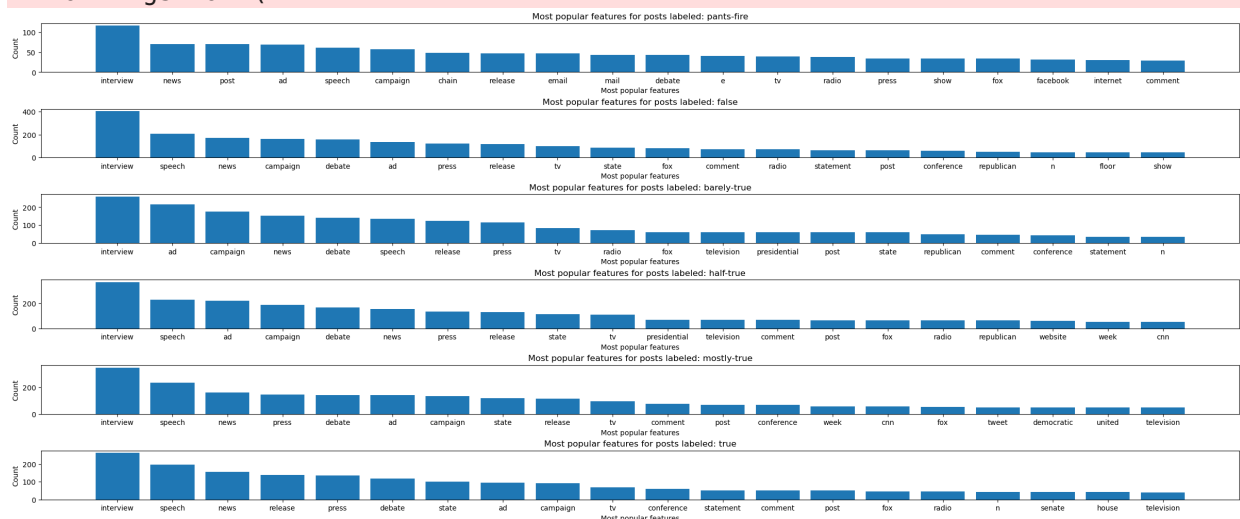 Most popular features for posts labeled: pants-fire
Count
100
50
0
interview news post ad speech campaign chain release email mail debate e tv radio press show fox facebook internet comment
Most popular features
Most popular features for posts labeled: false
Count
400
200
0
interview speech news campaign debate ad press release tv state fox comment radio statement post conference republican n floor show
Most popular features
Most popular features for posts labeled: barely-true
Count
200
100
0
interview ad campaign news debate speech release press tv radio fox television presidential post state republican comment conference statement n
Most popular features
Most popular features for posts labeled: half-true
Count
200
0
interview speech ad campaign debate news press release state tv presidential television comment post fox radio republican website week cnn
Most popular features
Most popular features for posts labeled: mostly-true
Count
200
0
interview speech news press debate ad campaign state release tv comment post conference week cnn fox tweet democratic united television
Most popular features
Most popular features for posts labeled: true
Count
200
100
0
interview speech news release press debate state ad campaign tv conference statement comment post fox radio n senate house television
Most popular features